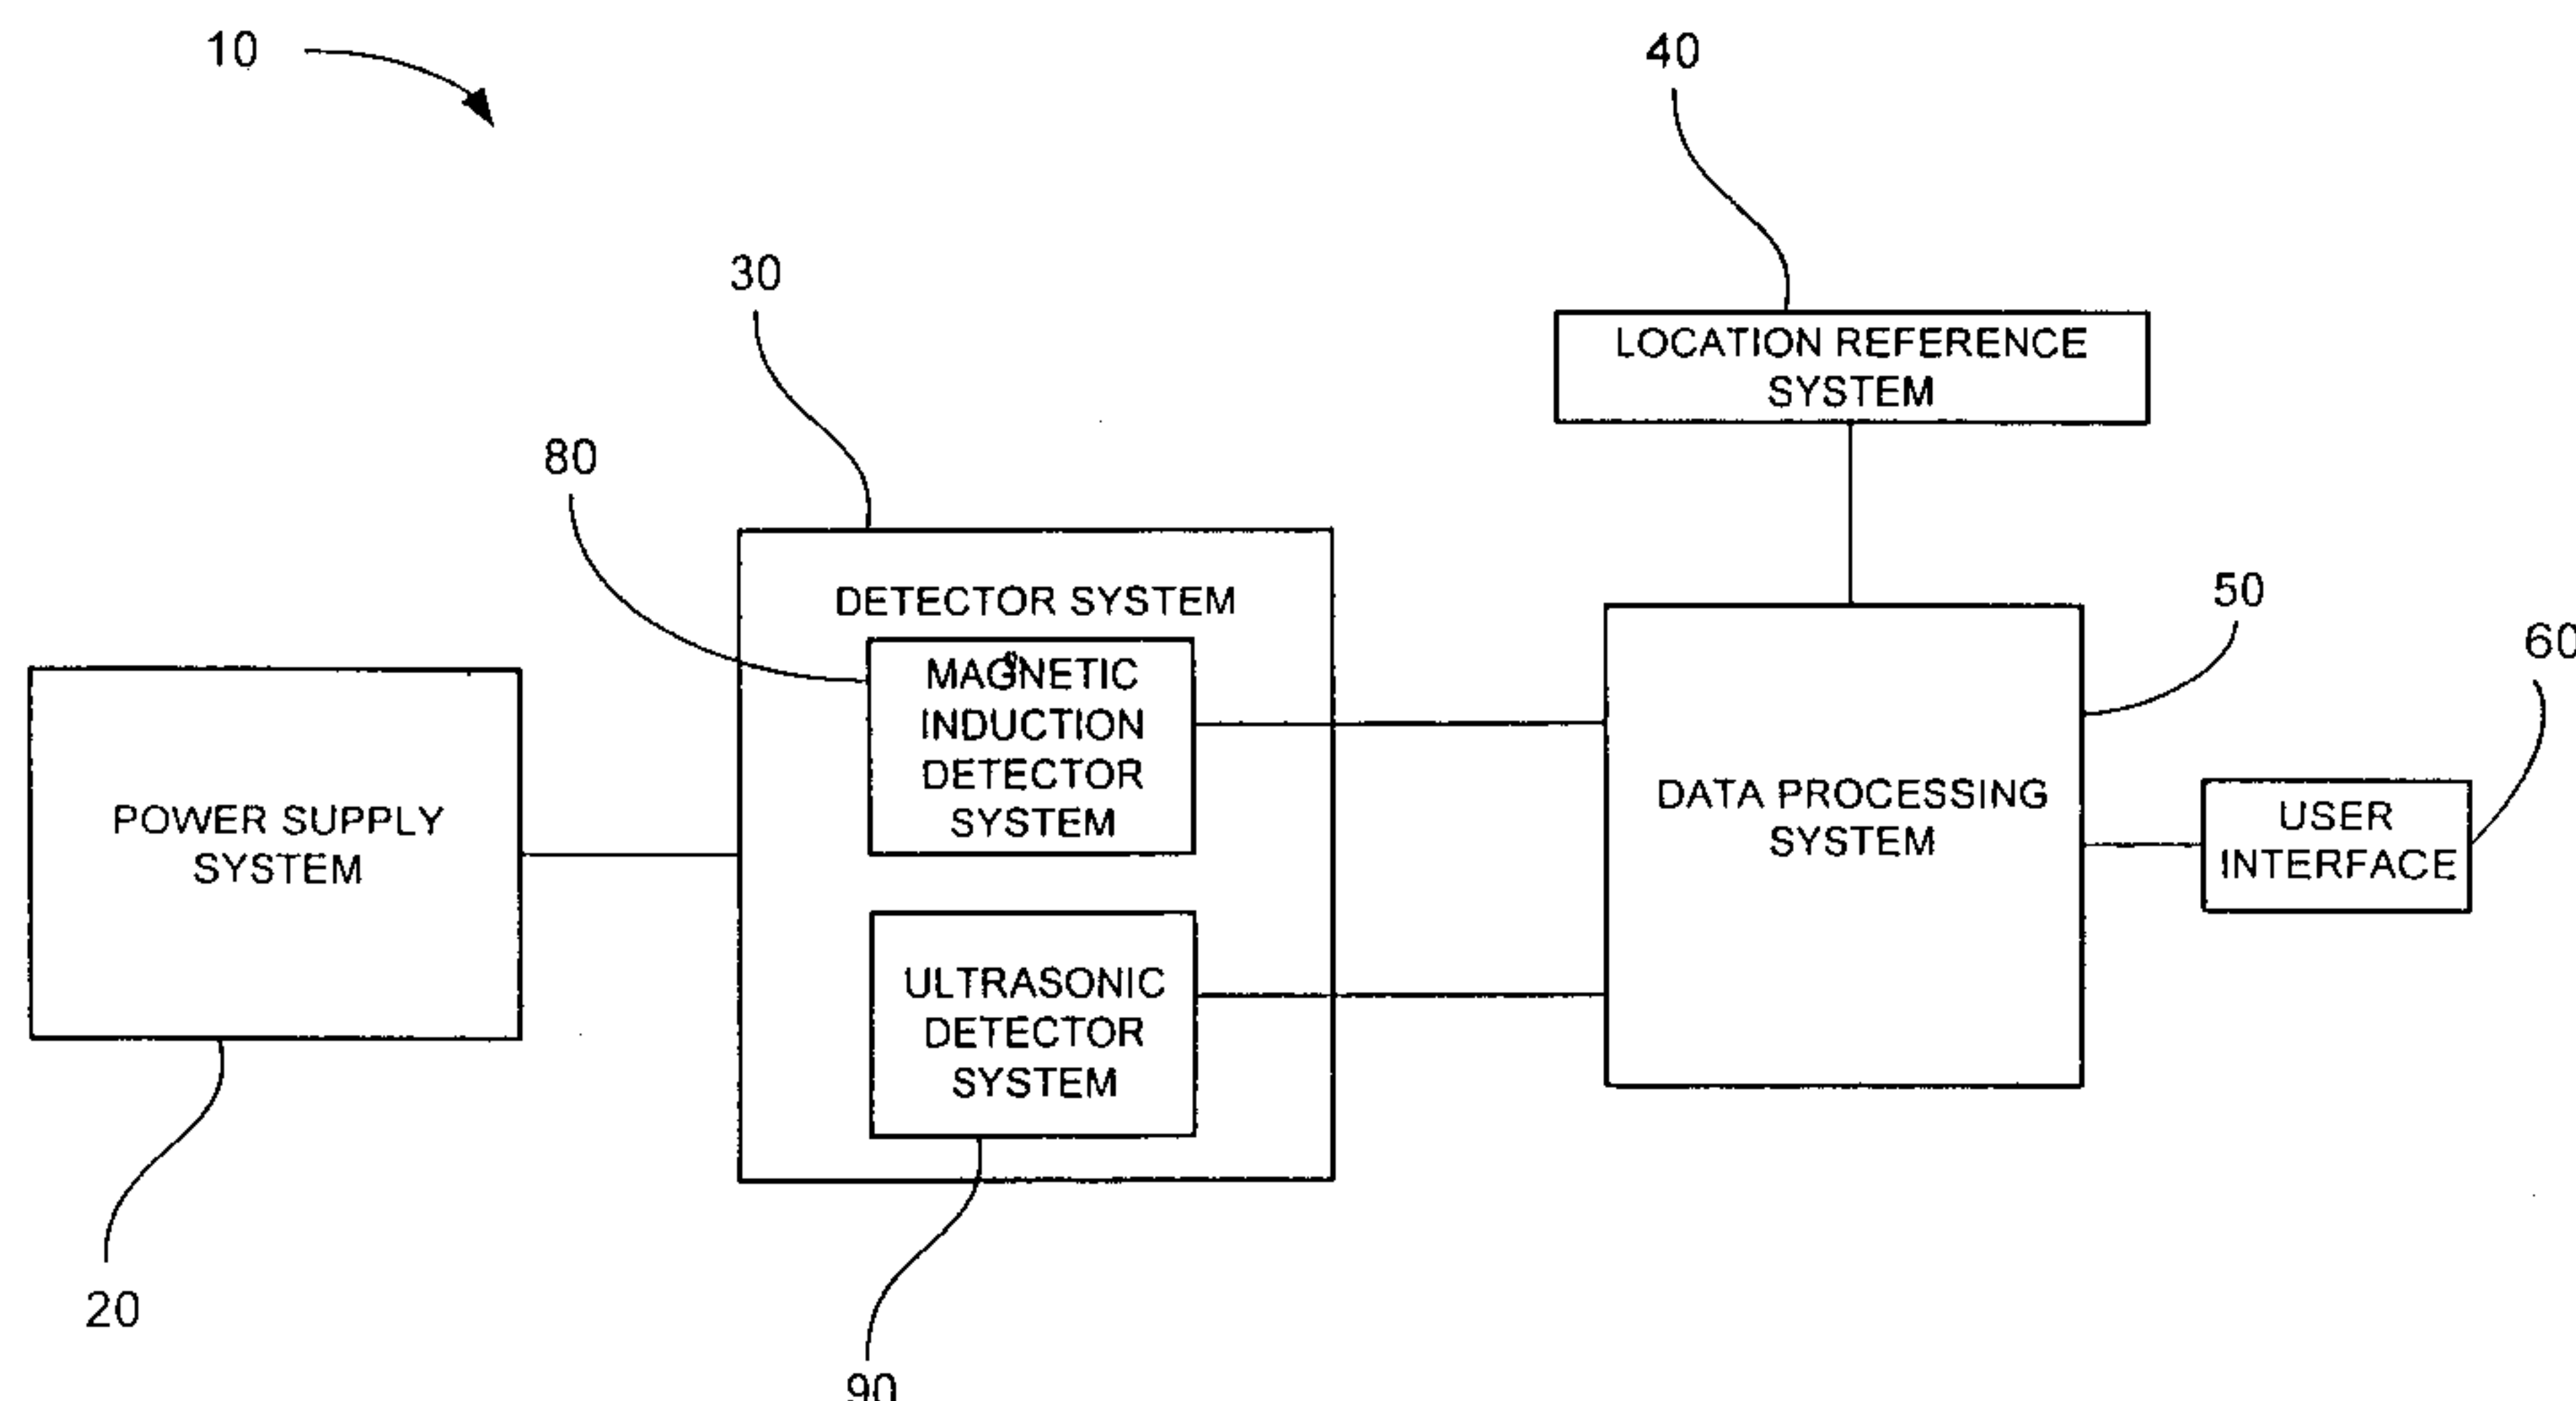 10
40
30
LOCATION REFERENCE
SYSTEM
80
50
DETECTOR SYSTEM
60
MAGNETIC
INDUCTION
DETECTOR
SYSTEM
POWER SUPPLY
SYSTEM
DATA PROCESSING
SYSTEM
USER
INTERFACE
ULTRASONIC
DETECTOR
SYSTEM
20
90